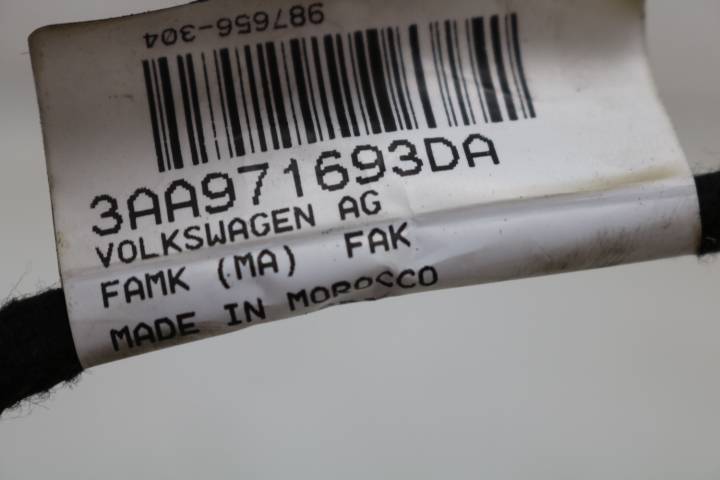 987656-304
3AA971693DA
VOLKSWAGEN AG
FAMK (MA) FAK
MADE IN MOROCCO